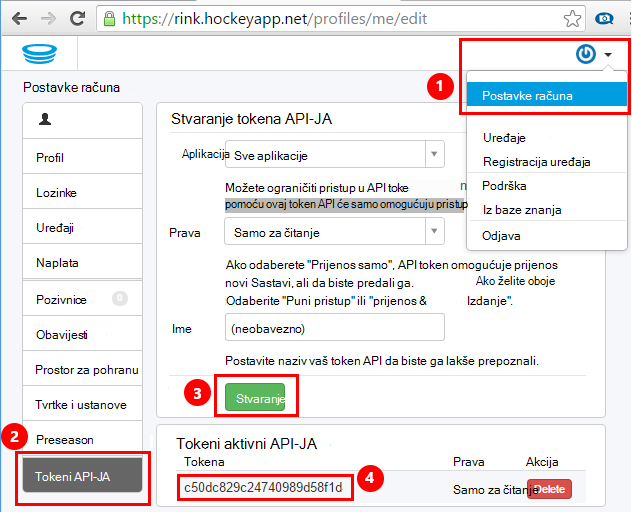 https://rink.hockeyapp.net/profiles/me/edit
1
Postavke računa
Postavke računa
Uređaje
Registracija uređaja
Podrška
Iz baze znanja
Odjava
Profil
Lozinke
Uređaji
Naplata
Pozivnice 0
Obavijesti
Prostor za pohranu
Tvrtke i ustanove
Preseason
2
Tokeni API-JA
Stvaranje tokena API-JA
Aplikacija Sve aplikacije
Možete ograničiti pristup u API toke n
pomoću ovaj token API će samo omogućuju pristup
Prava Samo za čitanje
Ako odaberete "Prijenos samo", API token omogućuje prijenos
novi Sastavi, ali da biste predali ga. Ako želite oboje
Odaberite "Puni pristup" ili "prijenos & Izdanje".
Ime (neobavezno)
Postavite naziv vaš token API da biste ga lakše prepoznali.
3
Stvaranje
Tokeni aktivni API-JA
Tokena Prava Akcija
c50dc829c24740989d58f1d 4 Samo za čitanje Delete